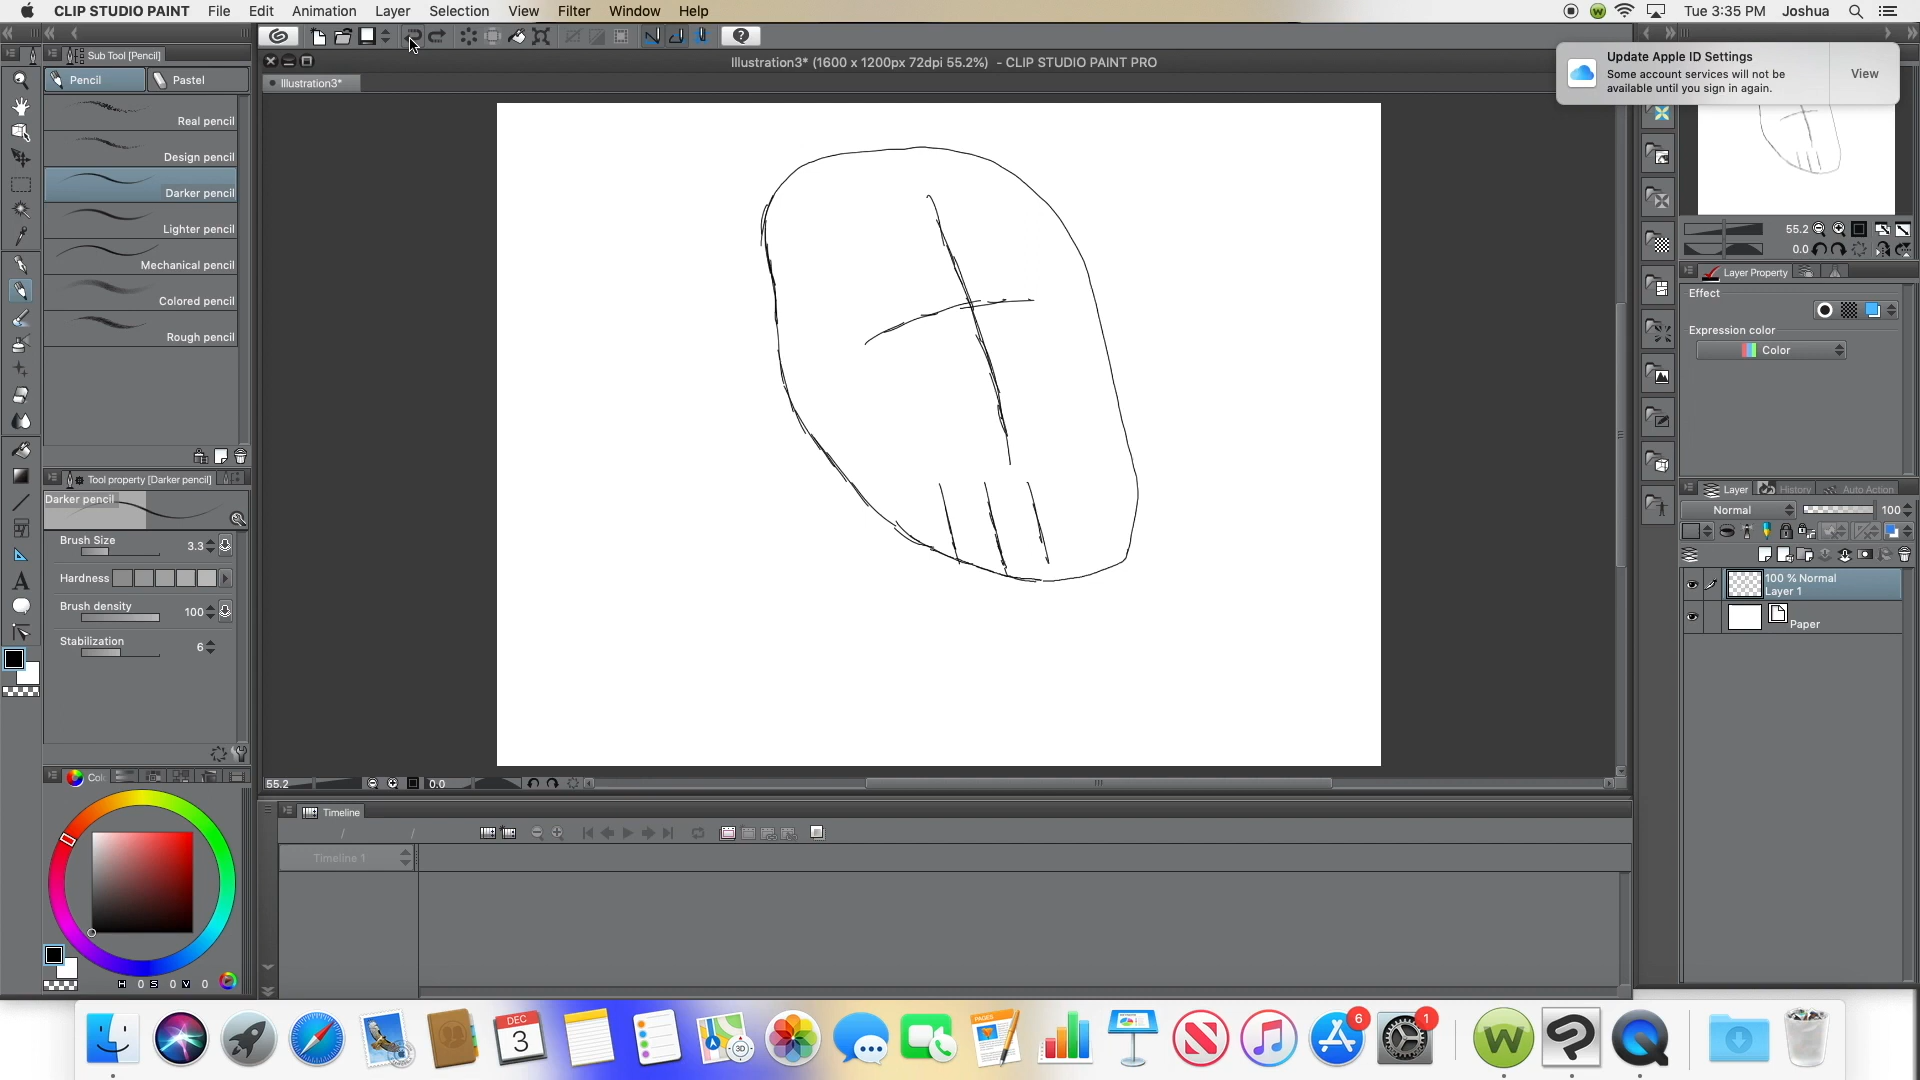 CLIP STUDIO PAINT File Edit Animation Layer Selection View Filter Window Help Tue 3:35 PM Joshua
Sub Tool [Pencil]
Illustration3* (1600 x 1200px 72dpi 55.2%) - CLIP STUDIO PAINT PRO
Update Apple ID Settings
Some account services will not be
available until you sign in again.
View
Pencil Pastel
Illustration3*
Real pencil
Design pencil
Darker pencil
Lighter pencil
Mechanical pencil
Colored pencil
Rough pencil
55.2
0.0
Layer Property
Effect
Expression color
Color
Tool property [Darker pencil]
Darker pencil
Brush Size 3.3
Hardness
Brush density 100
Stabilization 6
Layer History Auto Action
Normal 100
100 % Normal
Layer 1
Paper
55.2 0.0
Timeline
/ /
Timeline 1
H 0 S 0 V 0
DEC
3
3D
PAGES
6
1